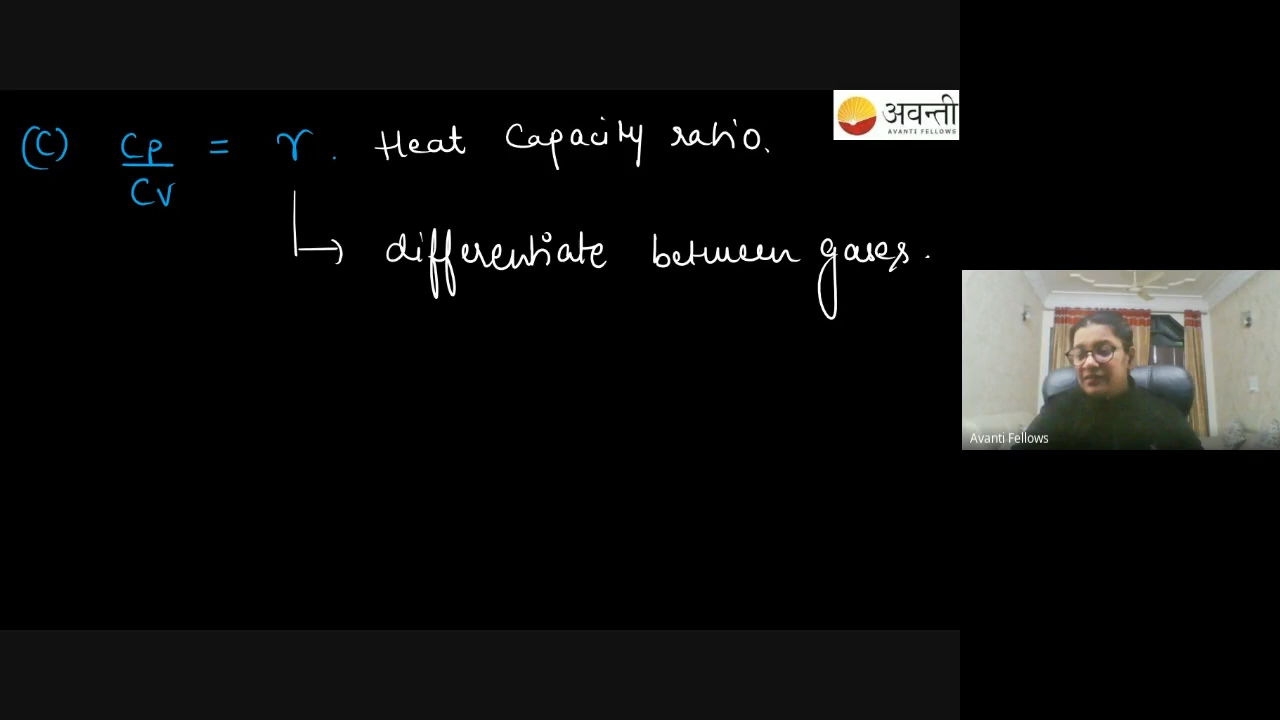 (C) Cp/Cv = γ. Heat Capacity ratio.
अवन्ती
AVANTI FELLOWS
↳ differentiate between gases.
Avanti Fellows